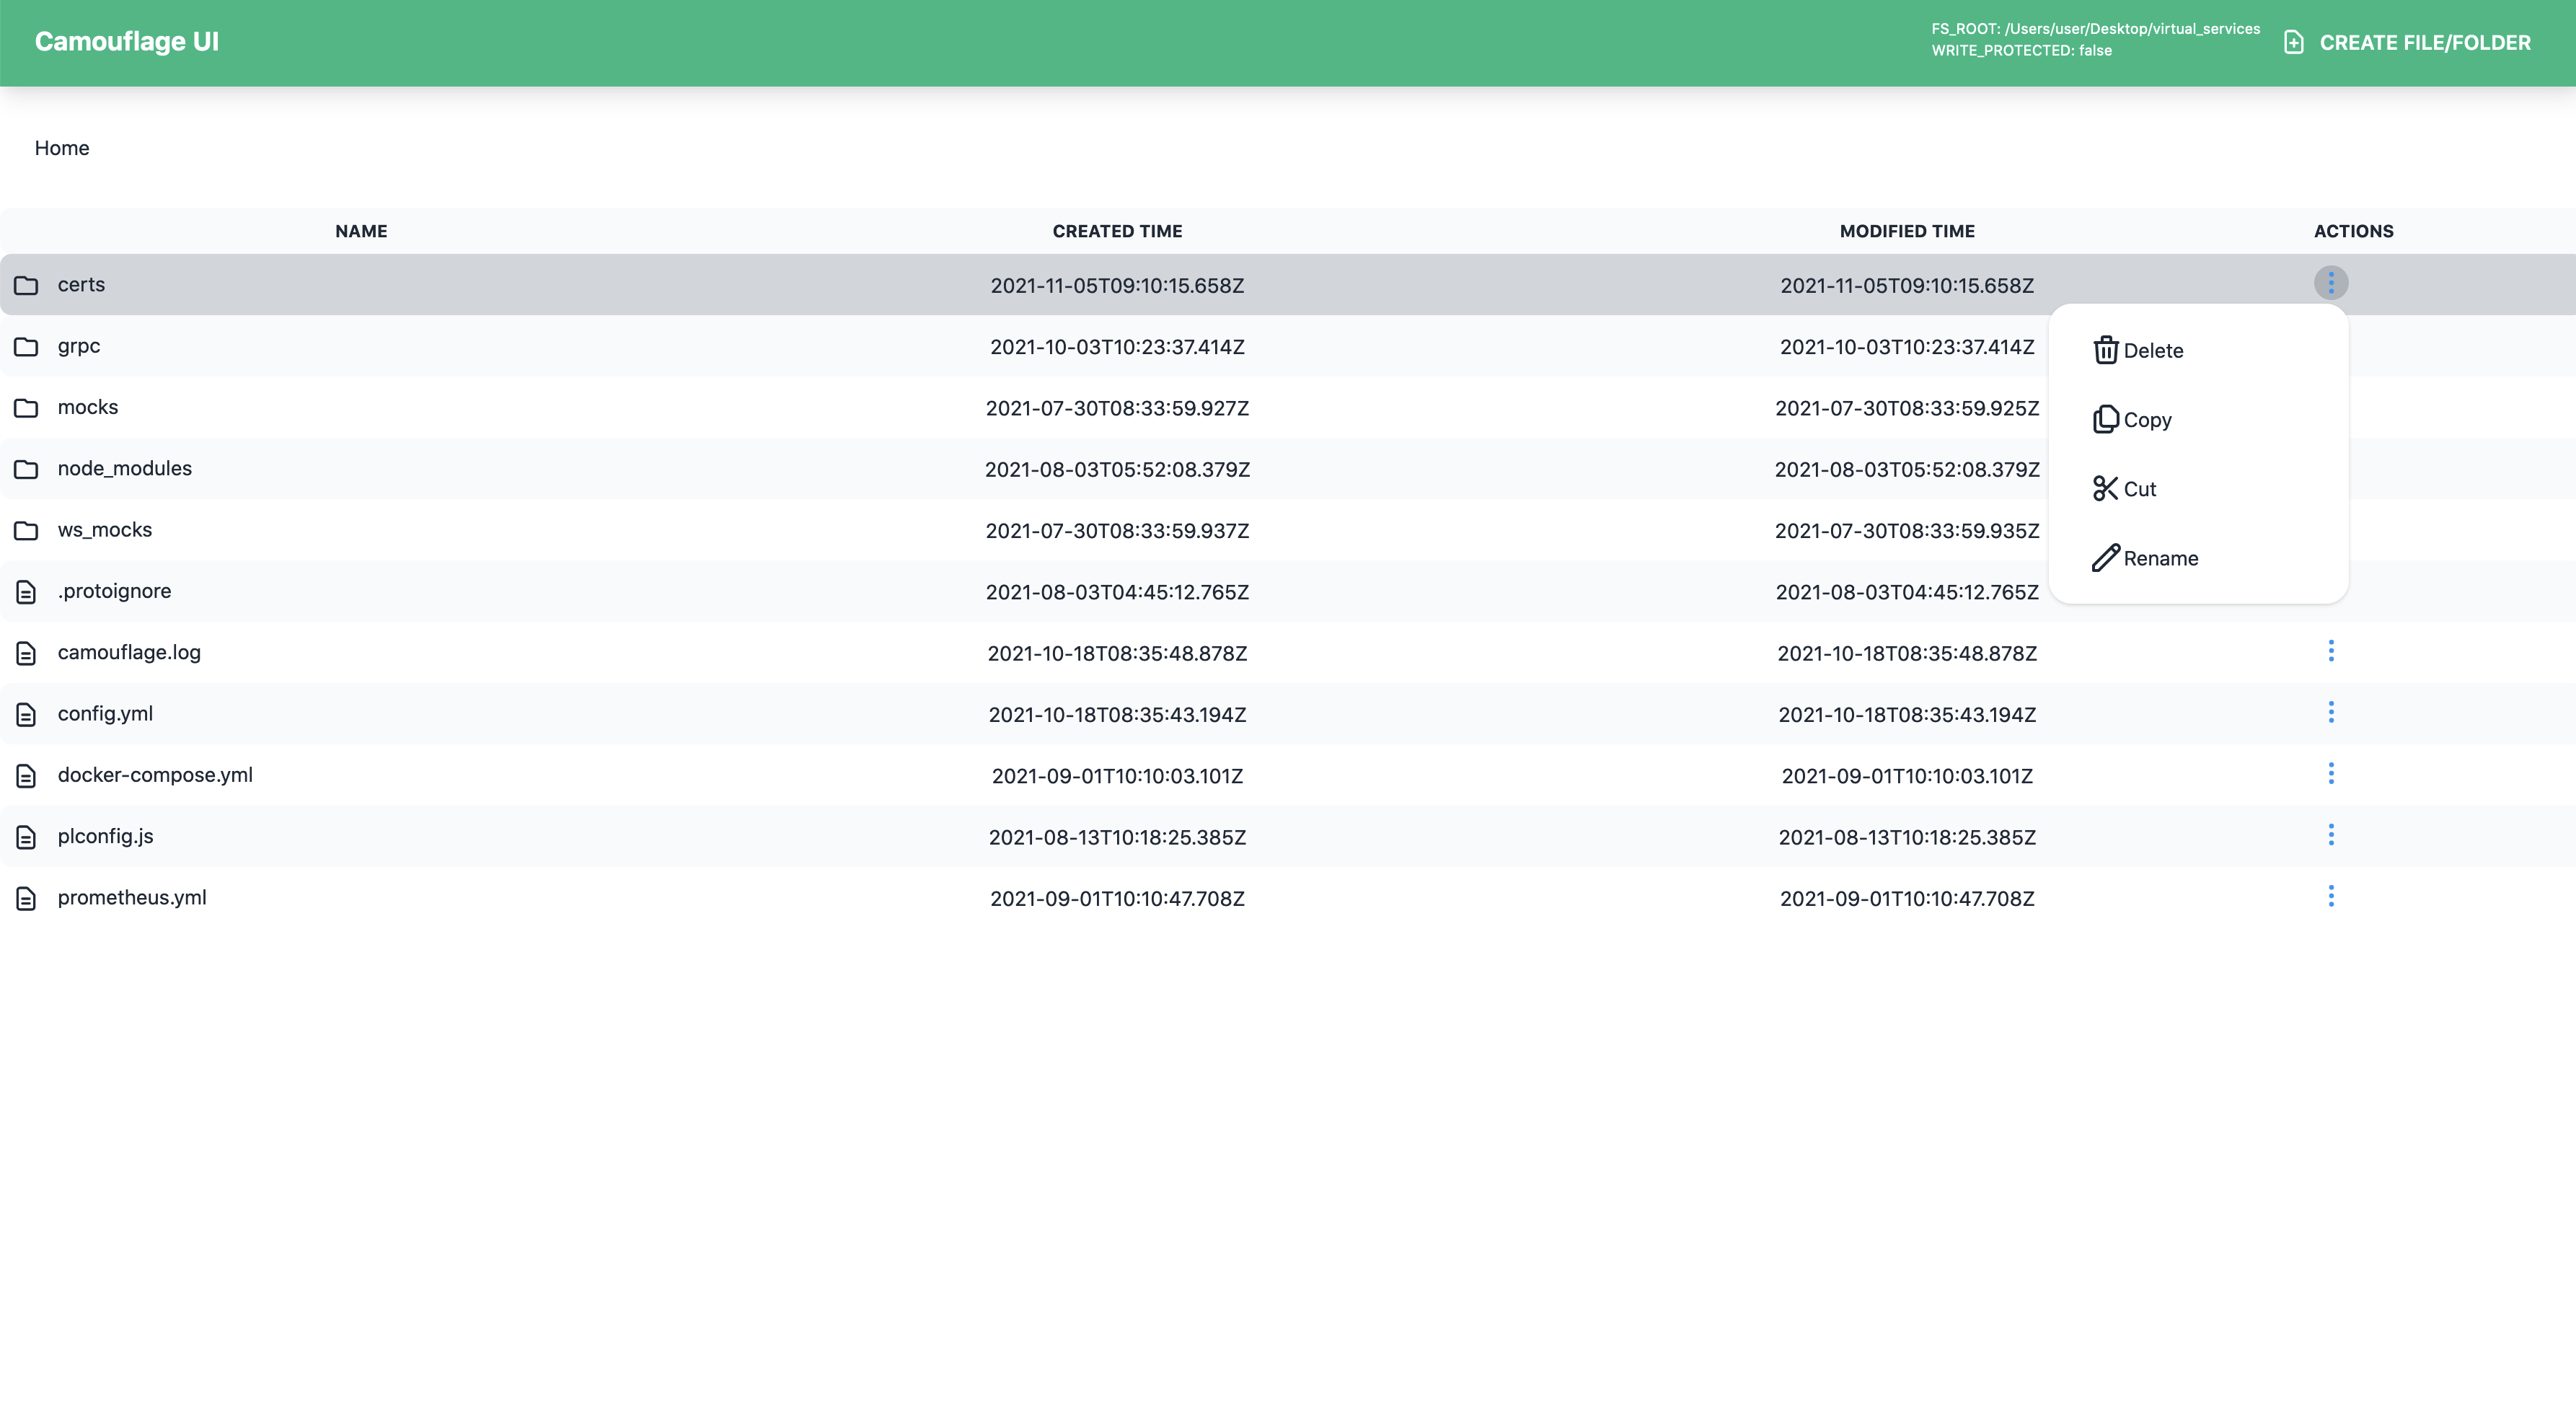 Camouflage UI
FS_ROOT: /Users/user/Desktop/virtual_services
WRITE_PROTECTED: false
CREATE FILE/FOLDER
Home
NAME CREATED TIME MODIFIED TIME ACTIONS
certs 2021-11-05T09:10:15.658Z 2021-11-05T09:10:15.658Z
grpc 2021-10-03T10:23:37.414Z 2021-10-03T10:23:37.414Z
mocks 2021-07-30T08:33:59.927Z 2021-07-30T08:33:59.925Z
node_modules 2021-08-03T05:52:08.379Z 2021-08-03T05:52:08.379Z
ws_mocks 2021-07-30T08:33:59.937Z 2021-07-30T08:33:59.935Z
.protoignore 2021-08-03T04:45:12.765Z 2021-08-03T04:45:12.765Z
camouflage.log 2021-10-18T08:35:48.878Z 2021-10-18T08:35:48.878Z
config.yml 2021-10-18T08:35:43.194Z 2021-10-18T08:35:43.194Z
docker-compose.yml 2021-09-01T10:10:03.101Z 2021-09-01T10:10:03.101Z
plconfig.js 2021-08-13T10:18:25.385Z 2021-08-13T10:18:25.385Z
prometheus.yml 2021-09-01T10:10:47.708Z 2021-09-01T10:10:47.708Z
Delete
Copy
Cut
Rename